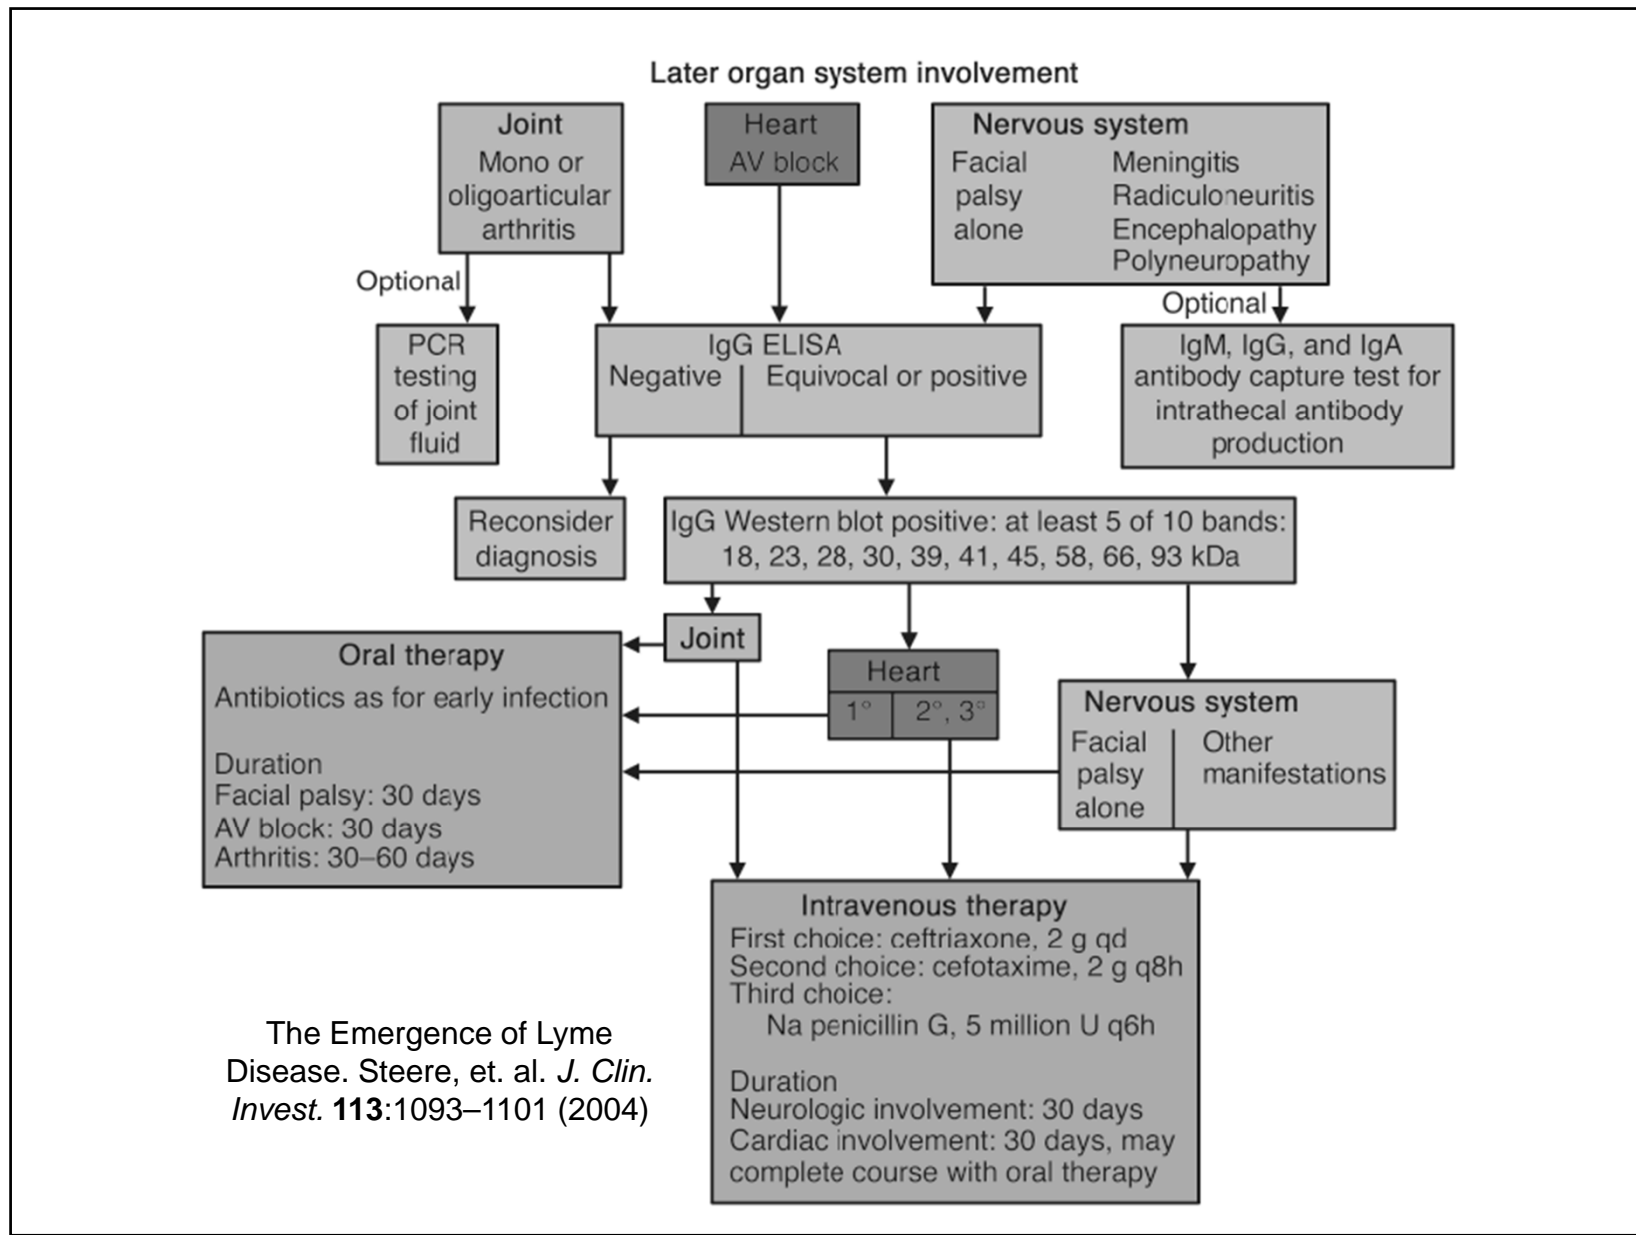 Later organ system involvement
Joint
Mono or
oligoarticular
arthritis
Heart
AV block
Nervous system
Facial
palsy
alone
Meningitis
Radiculoneuritis
Encephalopathy
Polyneuropathy
Optional
Optional
PCR
testing
of joint
fluid
IgG ELISA
Negative
Equivocal or positive
IgM, IgG, and IgA
antibody capture test for
intrathecal antibody
production
Reconsider
diagnosis
IgG Western blot positive: at least 5 of 10 bands:
18, 23, 28, 30, 39, 41, 45, 58, 66, 93 kDa
Joint
Heart
1° 2°, 3°
Nervous system
Facial
palsy
alone
Other
manifestations
Oral therapy
Antibiotics as for early infection
Duration
Facial palsy: 30 days
AV block: 30 days
Arthritis: 30–60 days
Intravenous therapy
First choice: ceftriaxone, 2 g qd
Second choice: cefotaxime, 2 g q8h
Third choice:
Na penicillin G, 5 million U q6h
Duration
Neurologic involvement: 30 days
Cardiac involvement: 30 days, may
complete course with oral therapy
The Emergence of Lyme
Disease. Steere, et. al. J. Clin.
Invest. 113:1093–1101 (2004)